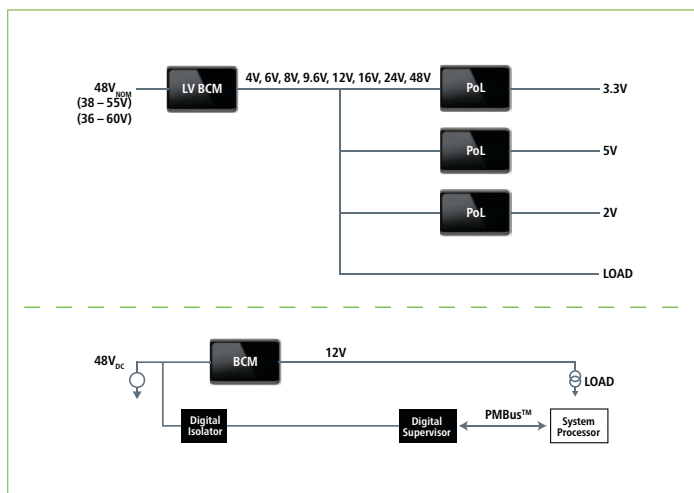 48V NOM
(38 – 55V)
(36 – 60V)
LV BCM
4V, 6V, 8V, 9.6V, 12V, 16V, 24V, 48V
PoL
3.3V
PoL
5V
PoL
2V
LOAD
48V DC
BCM
12V
LOAD
Digital
Isolator
Digital
Supervisor
PMBus™
System
Processor